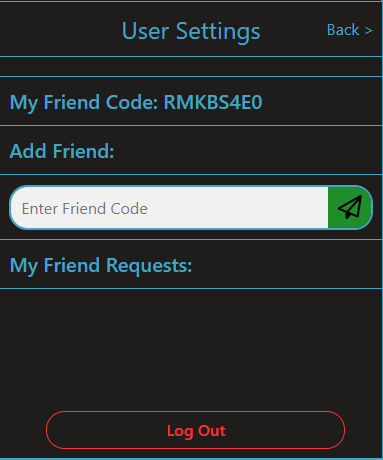 User Settings
Back >
My Friend Code: RMKBS4E0
Add Friend:
Enter Friend Code
My Friend Requests:
Log Out